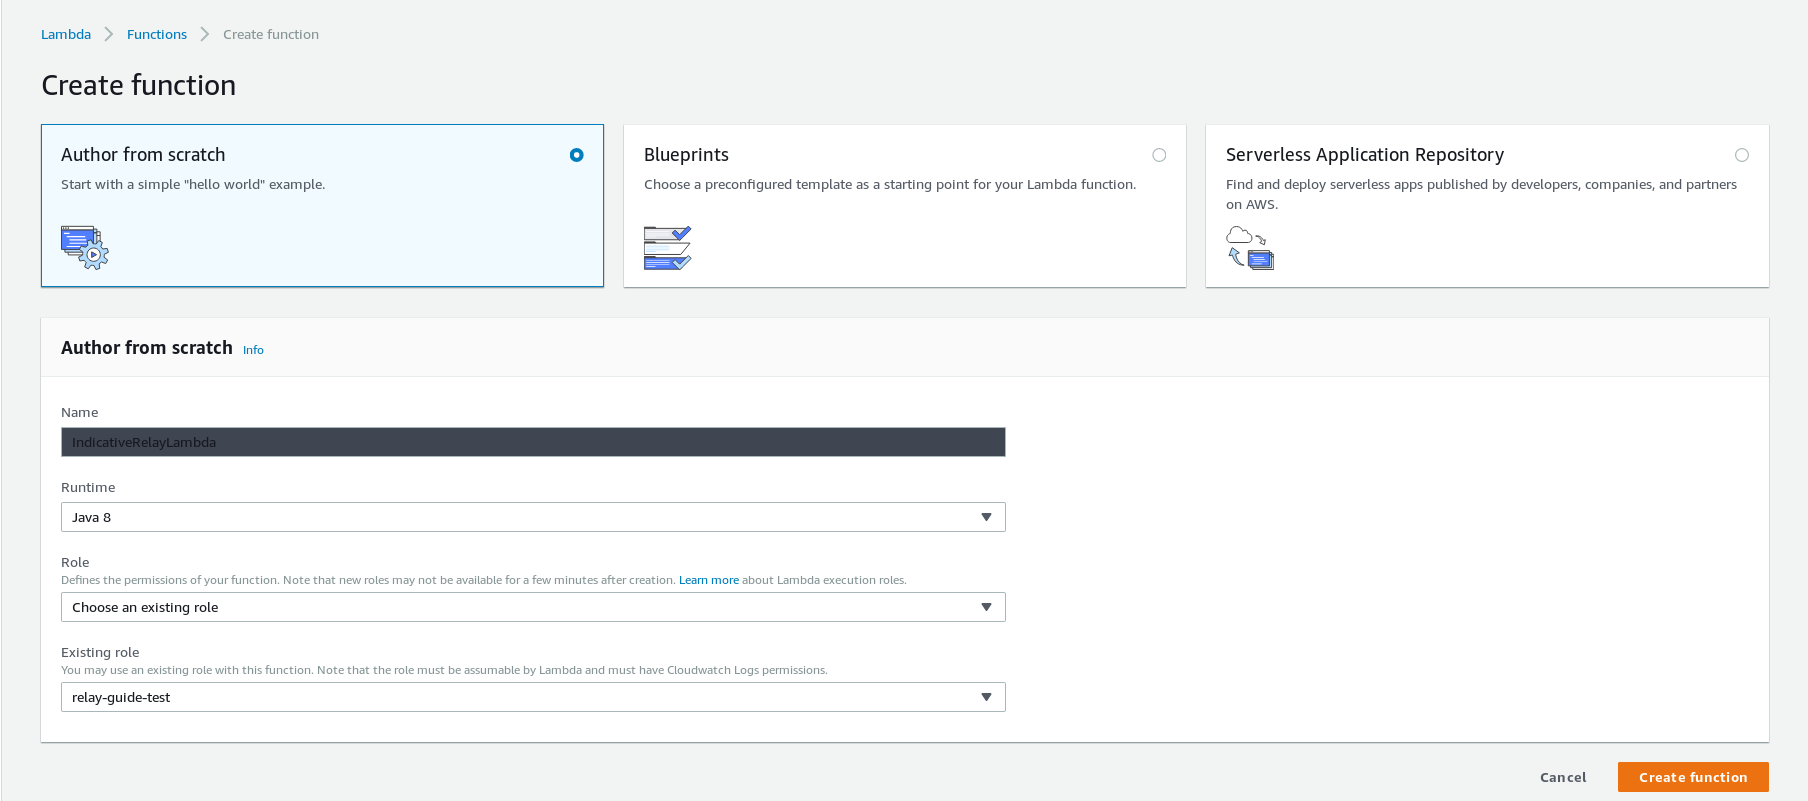 Lambda > Functions > Create function
Create function
Author from scratch
Start with a simple "hello world" example.
Blueprints
Choose a preconfigured template as a starting point for your Lambda function.
Serverless Application Repository
Find and deploy serverless apps published by developers, companies, and partners
on AWS.
Author from scratch Info
Name
IndicativeRelayLambda
Runtime
Java 8
Role
Defines the permissions of your function. Note that new roles may not be available for a few minutes after creation. Learn more about Lambda execution roles.
Choose an existing role
Existing role
You may use an existing role with this function. Note that the role must be assumable by Lambda and must have Cloudwatch Logs permissions.
relay-guide-test
Cancel Create function